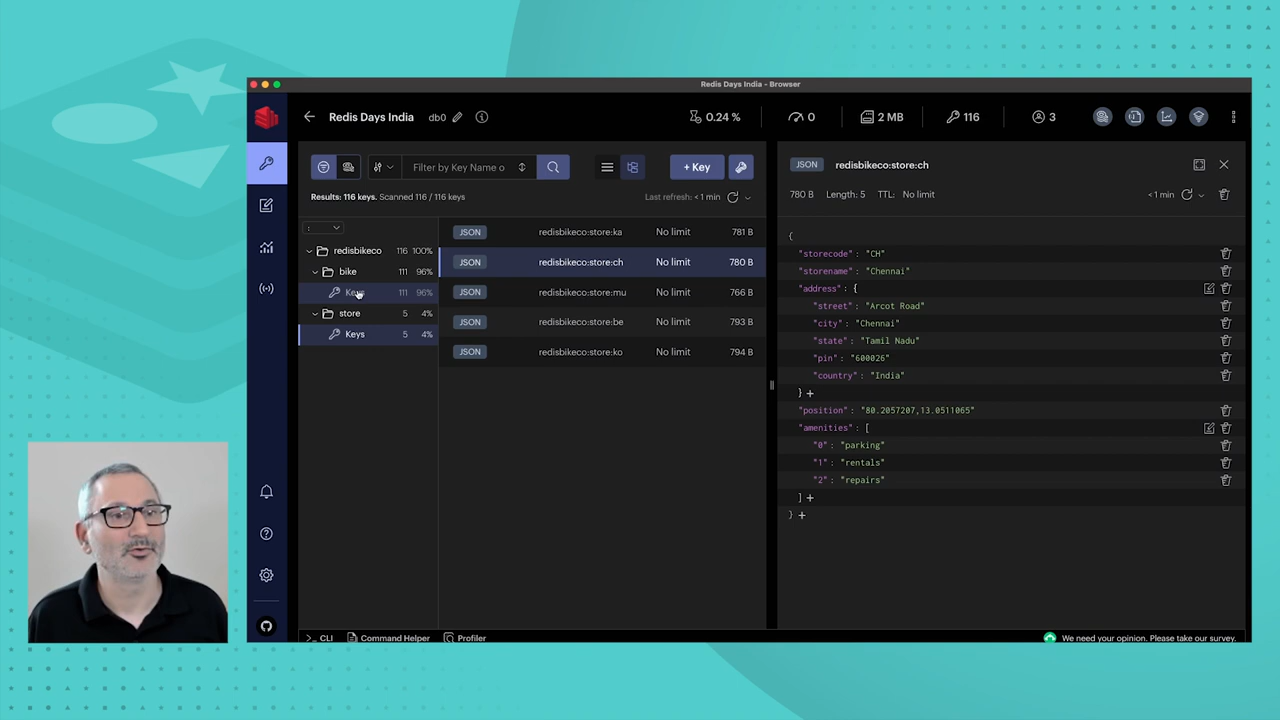 Redis Days India - Browser
Redis Days India db0 0.24 % 0 2 MB 116 3
Filter by Key Name o + Key
Results: 116 keys. Scanned 116 / 116 keys Last refresh: < 1 min
:
redisbikeco 116 100%
bike 111 96%
Keys 111 96%
store 5 4%
Keys 5 4%
JSON redisbikeco:store:ka No limit 781 B
JSON redisbikeco:store:ch No limit 780 B
JSON redisbikeco:store:mu No limit 766 B
JSON redisbikeco:store:be No limit 793 B
JSON redisbikeco:store:ko No limit 794 B
JSON redisbikeco:store:ch
780 B Length: 5 TTL: No limit < 1 min
{
"storecode" : "CH"
"storename" : "Chennai"
"address" : {
"street" : "Arcot Road"
"city" : "Chennai"
"state" : "Tamil Nadu"
"pin" : "600026"
"country" : "India"
} +
"position" : "80.2057207,13.0511065"
"amenities" : [
"0" : "parking"
"1" : "rentals"
"2" : "repairs"
] +
} +
>_ CLI Command Helper Profiler We need your opinion. Please take our survey.